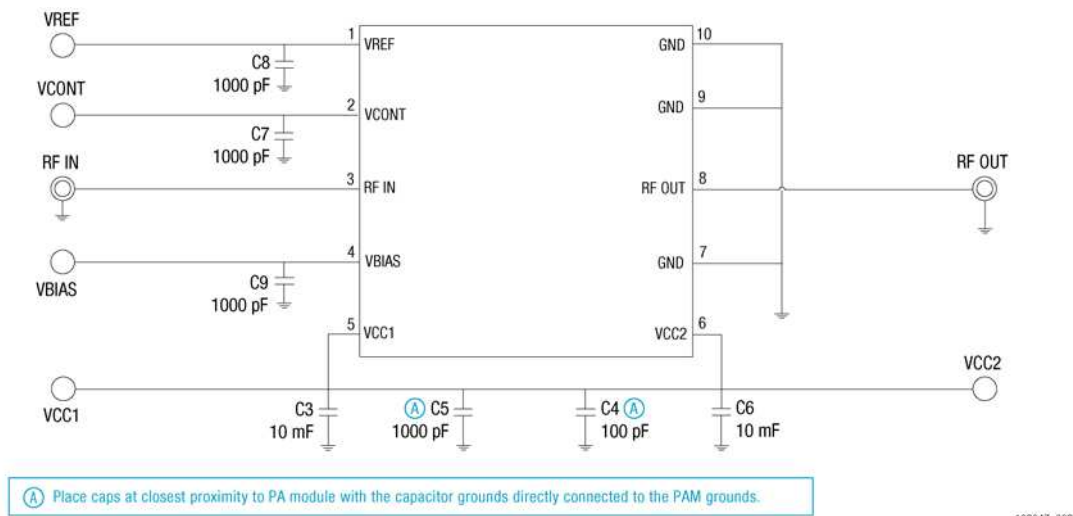 VREF
1
VREF
C8
1000 pF
VCONT
2
VCONT
C7
1000 pF
RF IN
3
RF IN
4
VBIAS
VBIAS
C9
1000 pF
5
VCC1
VCC1
GND
10
GND
9
RF OUT
8
RF OUT
GND
7
VCC2
6
VCC2
C3
10 mF
A C5
1000 pF
C4 A
100 pF
C6
10 mF
A Place caps at closest proximity to PA module with the capacitor grounds directly connected to the PAM grounds.